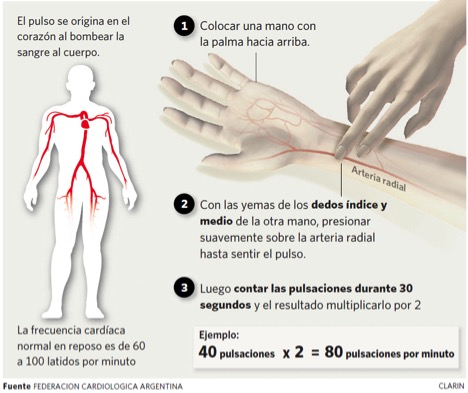 El pulso se origina en el
corazón al bombear la
sangre al cuerpo.
La frecuencia cardíaca
normal en reposo es de 60
a 100 latidos por minuto
1 Colocar una mano con
la palma hacia arriba.
Arteria radial
2 Con las yemas de los dedos índice y
medio de la otra mano, presionar
suavemente sobre la arteria radial
hasta sentir el pulso.
3 Luego contar las pulsaciones durante 30
segundos y el resultado multiplicarlo por 2
Ejemplo:
40 pulsaciones x 2 = 80 pulsaciones por minuto
Fuente FEDERACION CARDIOLOGICA ARGENTINA
CLARIN